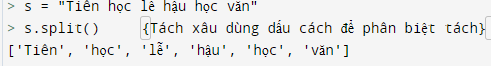 > s = "Tiên học lễ hậu học văn"
> s.split() {Tách xâu dùng dấu cách để phân biệt tách}
['Tiên', 'học', 'lễ', 'hậu', 'học', 'văn']